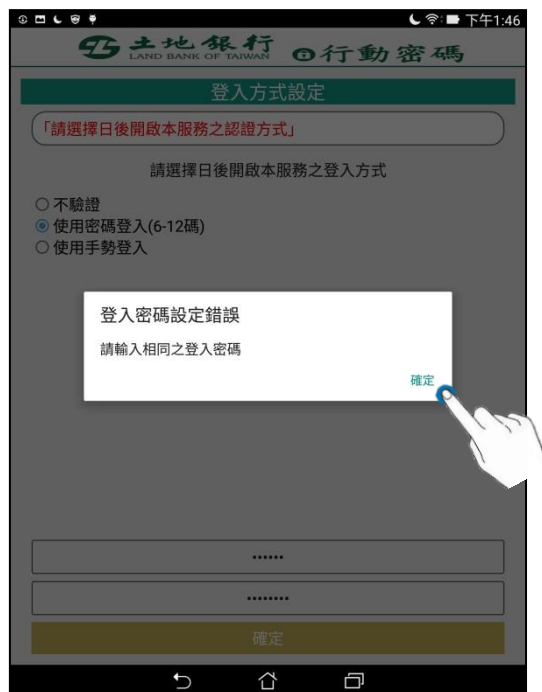 下午1:46
土地銀行
LAND BANK OF TAIWAN
行動密碼
登入方式設定
「請選擇日後開啟本服務之認證方式」
請選擇日後開啟本服務之登入方式
不驗證
使用密碼登入(6-12碼)
使用手勢登入
登入密碼設定錯誤
請輸入相同之登入密碼
確定
••••••
••••••••
確定